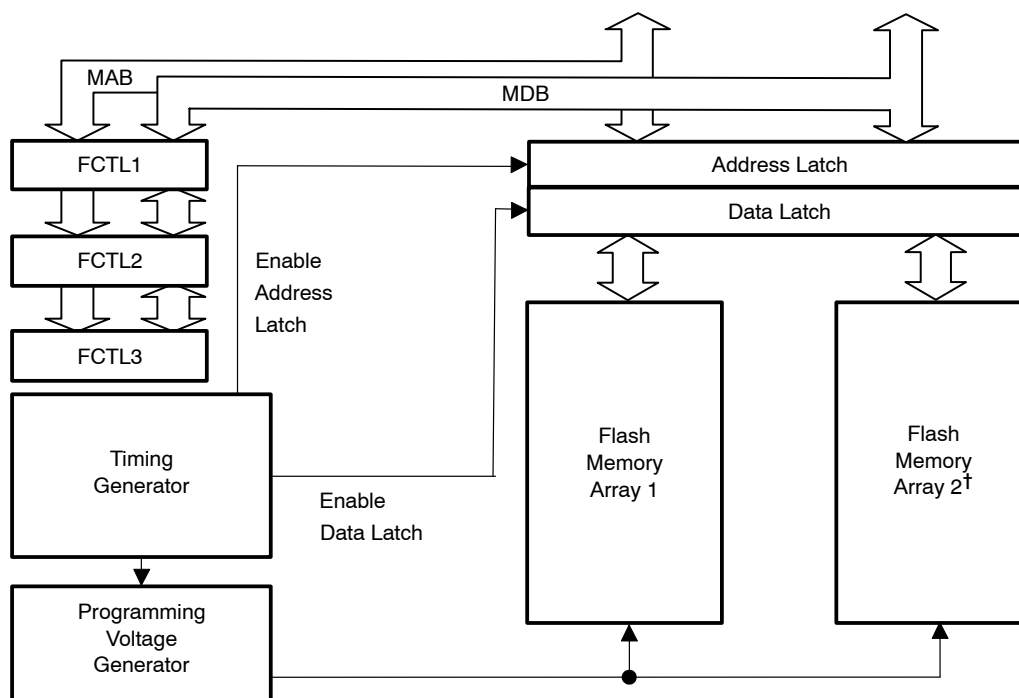 MAB
MDB
FCTL1
Address Latch
Data Latch
FCTL2
Enable
Address
Latch
FCTL3
Timing
Generator
Flash
Memory
Array 1
Flash
Memory
Array 2†
Enable
Data Latch
Programming
Voltage
Generator